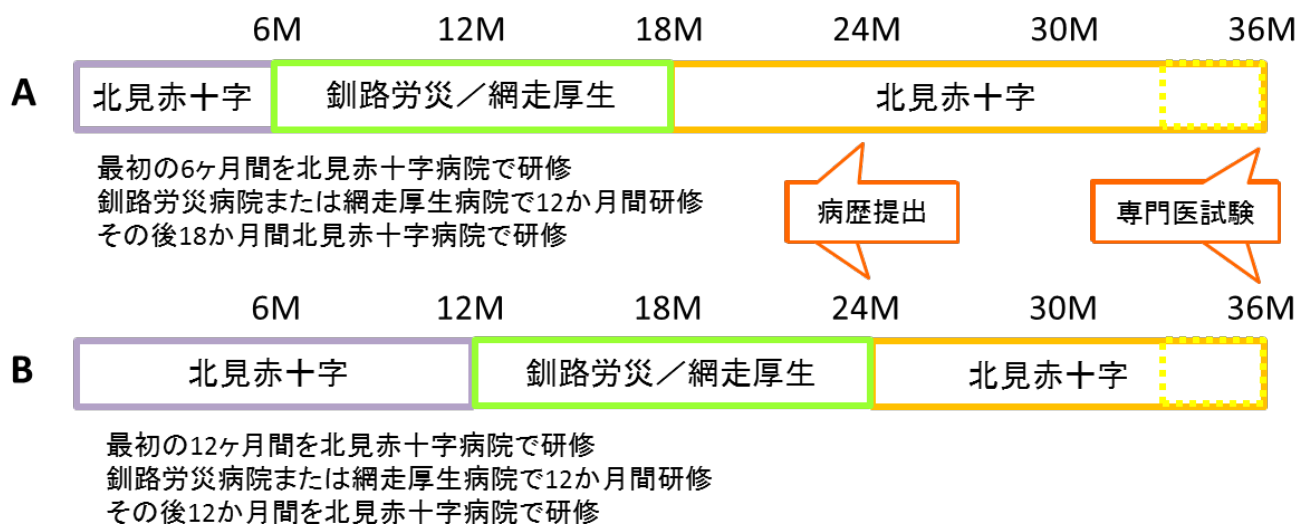 6M 12M 18M 24M 30M 36M
A 北見赤十字 釧路労災／網走厚生 北見赤十字
最初の6ヶ月間を北見赤十字病院で研修
釧路労災病院または網走厚生病院で12か月間研修
その後18か月間北見赤十字病院で研修
病歴提出 専門医試験
6M 12M 18M 24M 30M 36M
B 北見赤十字 釧路労災／網走厚生 北見赤十字
最初の12ヶ月間を北見赤十字病院で研修
釧路労災病院または網走厚生病院で12か月間研修
その後12か月間を北見赤十字病院で研修